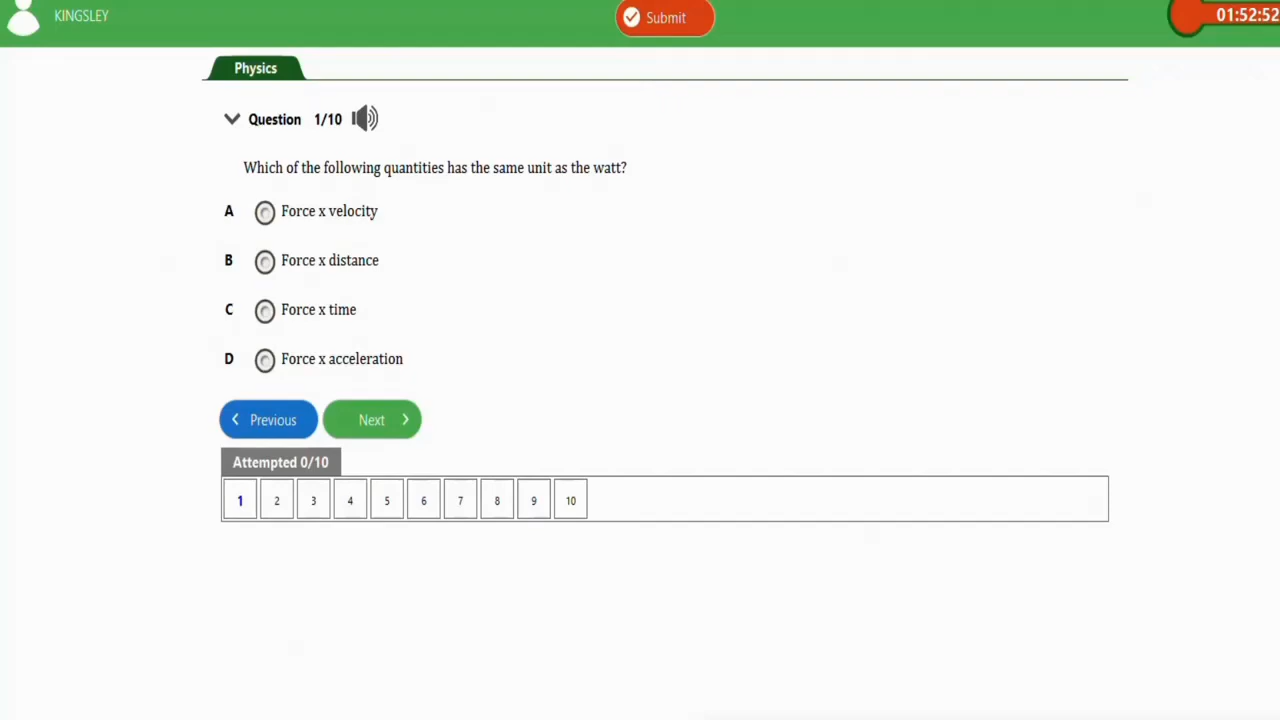 KINGSLEY
Submit
01:52:52
Physics
Question 1/10
Which of the following quantities has the same unit as the watt?
A Force x velocity
B Force x distance
C Force x time
D Force x acceleration
Previous
Next
Attempted 0/10
1 2 3 4 5 6 7 8 9 10